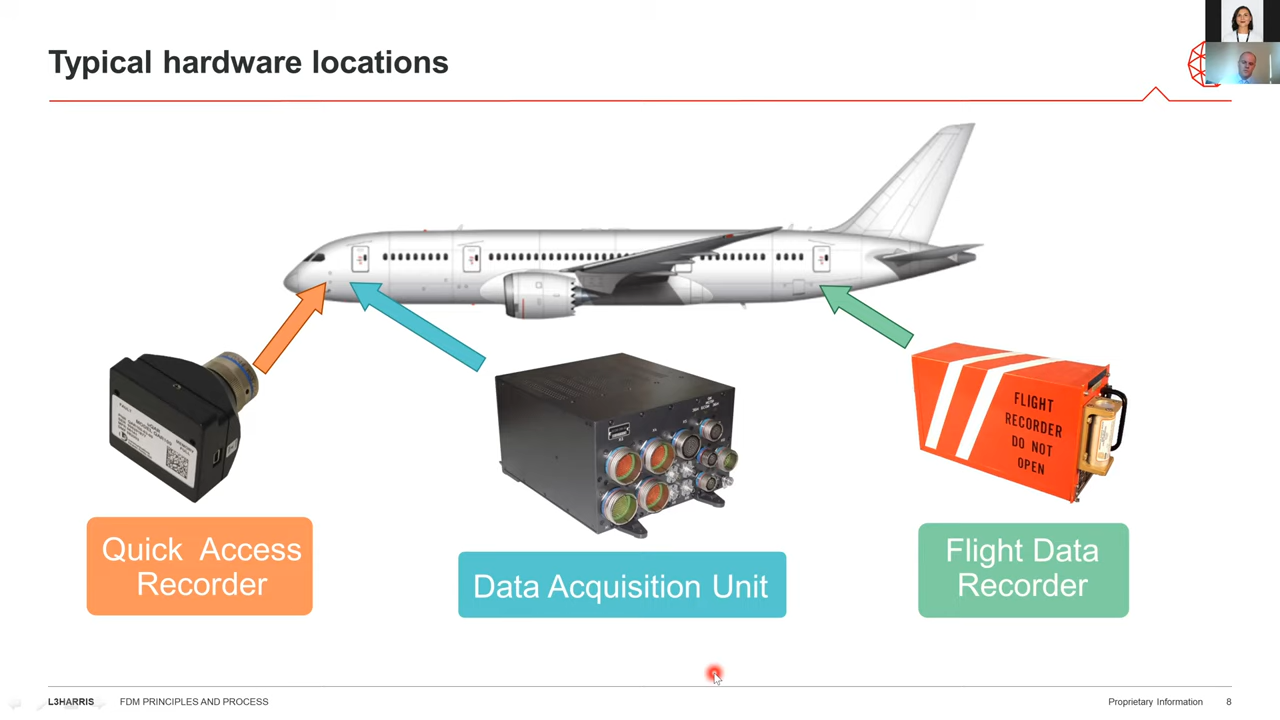 Typical hardware locations
FLIGHT
RECORDER
DO NOT
OPEN
Quick Access
Recorder
Data Acquisition Unit
Flight Data
Recorder
L3HARRIS FDM PRINCIPLES AND PROCESS Proprietary Information 8